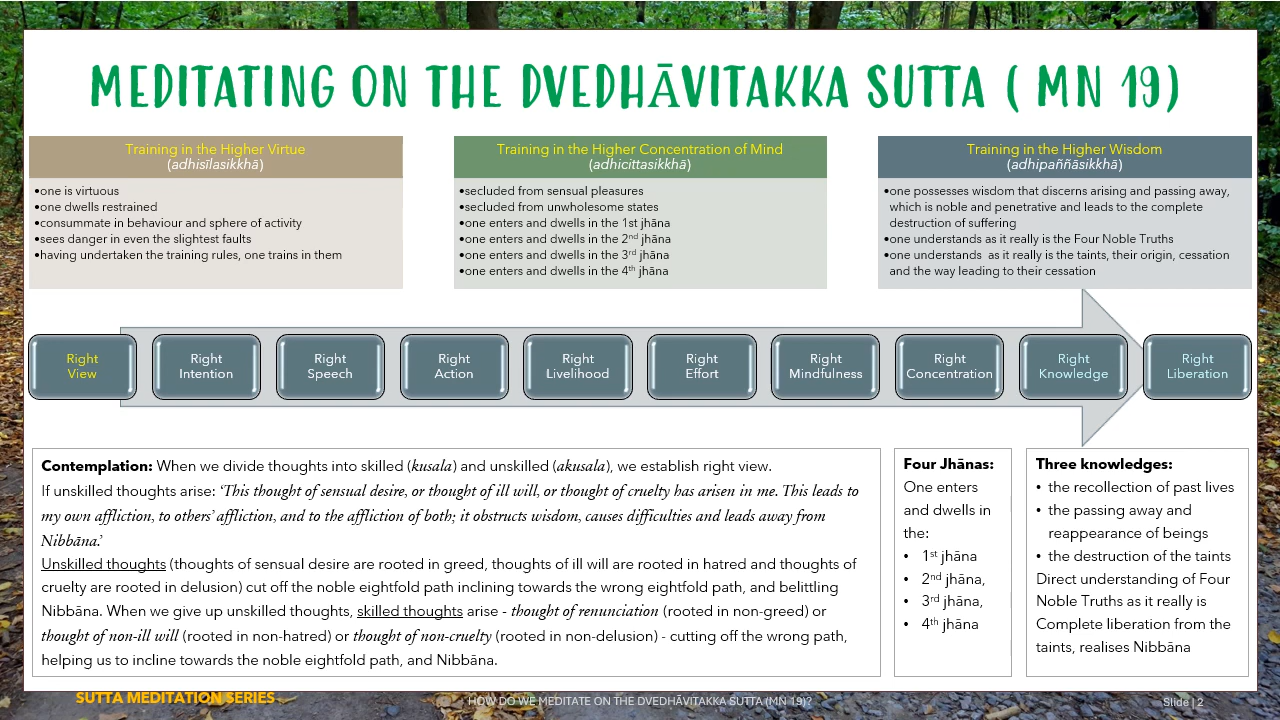 MEDITATING ON THE DVEDHĀVITAKKA SUTTA ( MN 19)
Training in the Higher Virtue
(adhisīlasikkhā)
•one is virtuous
•one dwells restrained
•consummate in behaviour and sphere of activity
•sees danger in even the slightest faults
•having undertaken the training rules, one trains in them
Training in the Higher Concentration of Mind
(adhicittasikkhā)
•secluded from sensual pleasures
•secluded from unwholesome states
•one enters and dwells in the 1st jhāna
•one enters and dwells in the 2nd jhāna
•one enters and dwells in the 3rd jhāna
•one enters and dwells in the 4th jhāna
Training in the Higher Wisdom
(adhipaññāsikkhā)
•one possesses wisdom that discerns arising and passing away,
which is noble and penetrative and leads to the complete
destruction of suffering
•one understands as it really is the Four Noble Truths
•one understands as it really is the taints, their origin, cessation
and the way leading to their cessation
Right
View
Right
Intention
Right
Speech
Right
Action
Right
Livelihood
Right
Effort
Right
Mindfulness
Right
Concentration
Right
Knowledge
Right
Liberation
Contemplation: When we divide thoughts into skilled (kusala) and unskilled (akusala), we establish right view.
If unskilled thoughts arise: ‘This thought of sensual desire, or thought of ill will, or thought of cruelty has arisen in me. This leads to
my own affliction, to others’ affliction, and to the affliction of both; it obstructs wisdom, causes difficulties and leads away from
Nibbāna.’
Unskilled thoughts (thoughts of sensual desire are rooted in greed, thoughts of ill will are rooted in hatred and thoughts of
cruelty are rooted in delusion) cut off the noble eightfold path inclining towards the wrong eightfold path, and belittling
Nibbāna. When we give up unskilled thoughts, skilled thoughts arise - thought of renunciation (rooted in non-greed) or
thought of non-ill will (rooted in non-hatred) or thought of non-cruelty (rooted in non-delusion) - cutting off the wrong path,
helping us to incline towards the noble eightfold path, and Nibbāna.
Four Jhānas:
One enters
and dwells in
the:
• 1st jhāna
• 2nd jhāna,
• 3rd jhāna,
• 4th jhāna
Three knowledges:
• the recollection of past lives
• the passing away and
reappearance of beings
• the destruction of the taints
Direct understanding of Four
Noble Truths as it really is
Complete liberation from the
taints, realises Nibbāna
SUTTA MEDITATION SERIES
HOW DO WE MEDITATE ON THE DVEDHĀVITAKKA SUTTA (MN 19)?
Slide | 2